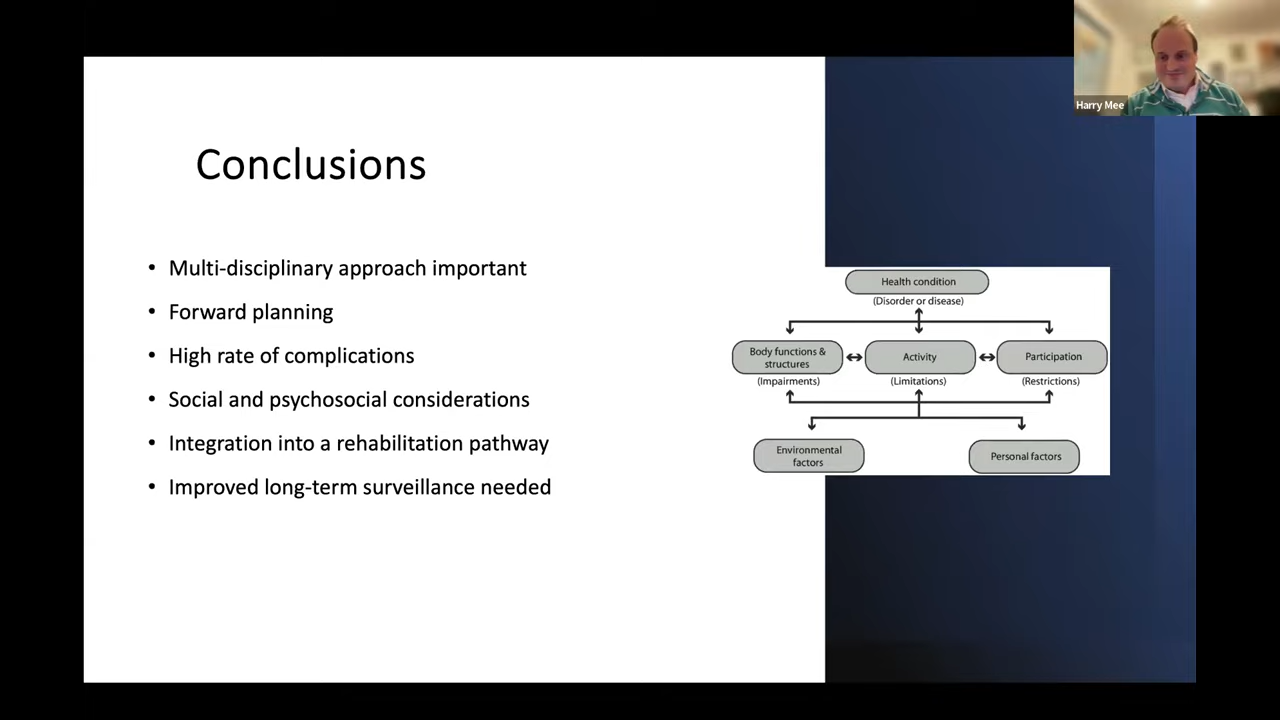 Harry Mee
Conclusions
• Multi-disciplinary approach important
• Forward planning
• High rate of complications
• Social and psychosocial considerations
• Integration into a rehabilitation pathway
• Improved long-term surveillance needed
Health condition
(Disorder or disease)
Body functions &
structures
(Impairments)
Activity
(Limitations)
Participation
(Restrictions)
Environmental
factors
Personal factors